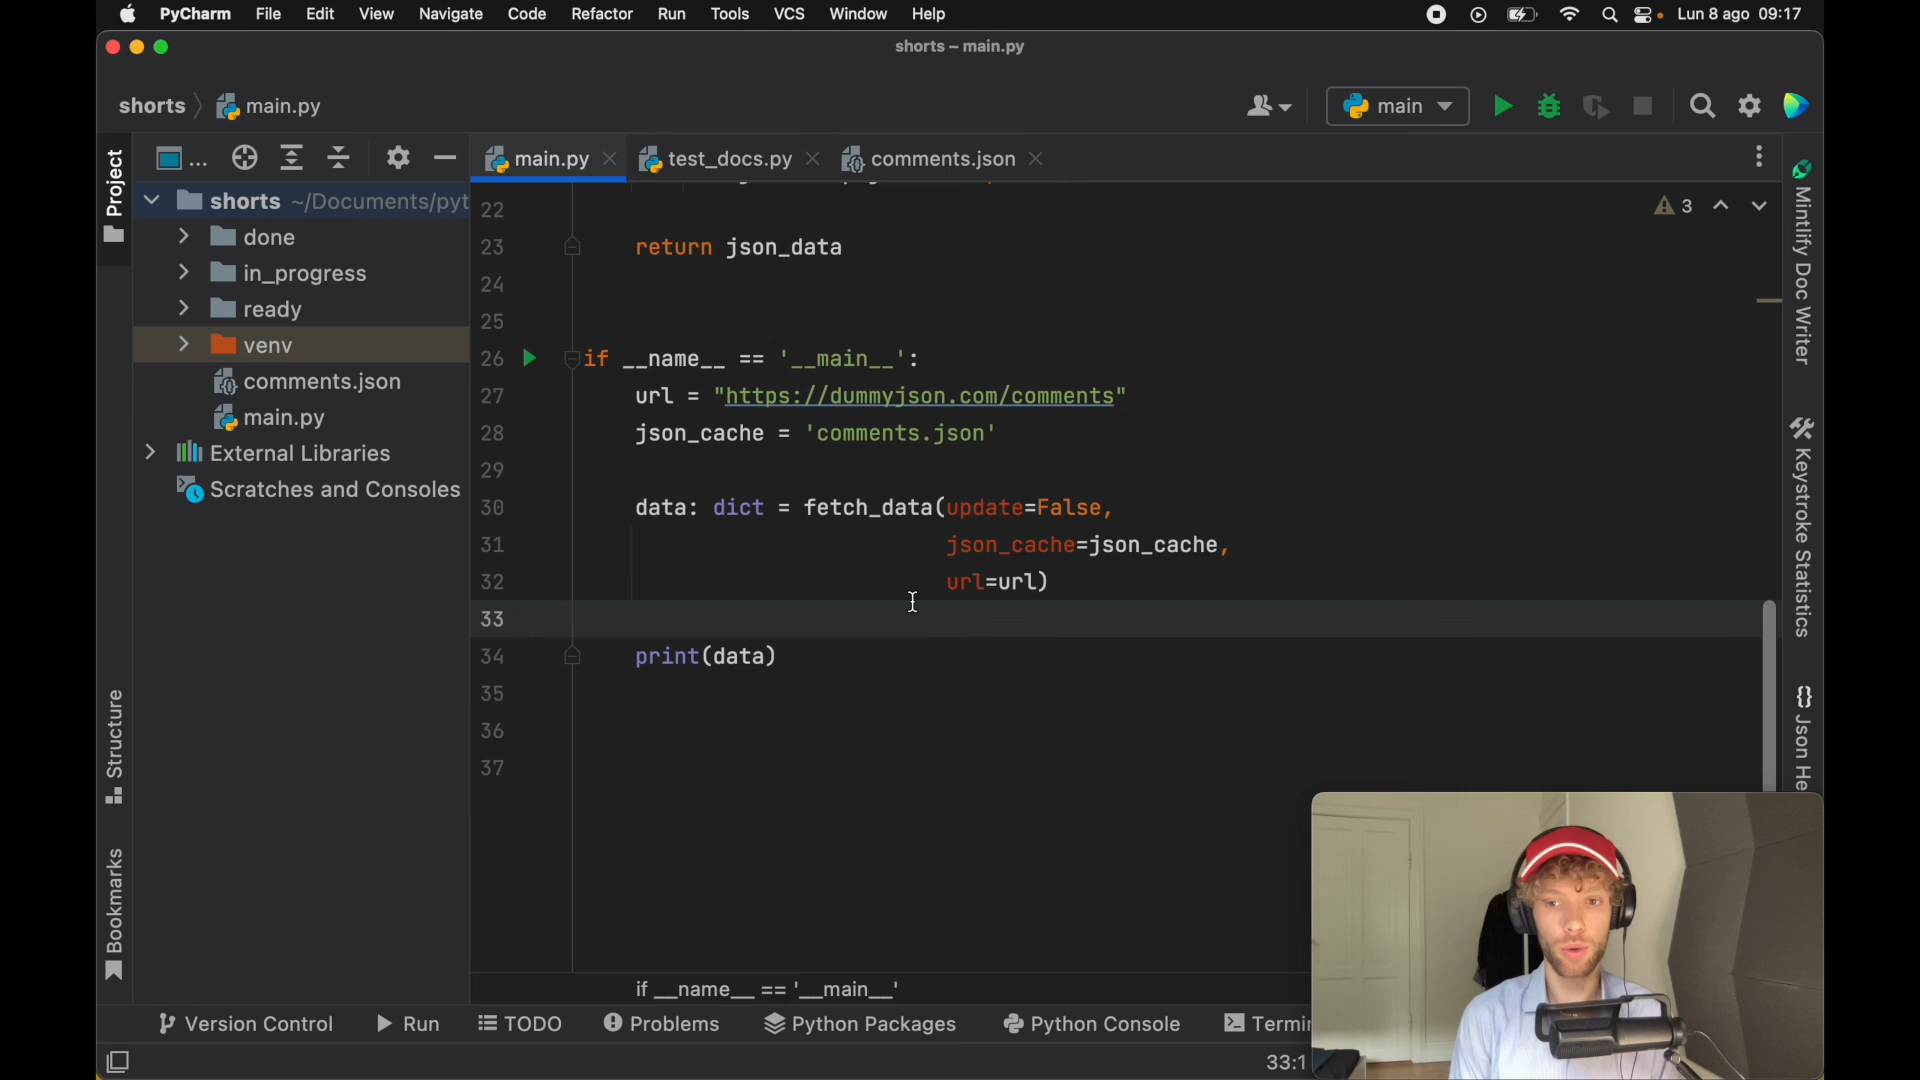 PyCharm File Edit View Navigate Code Refactor Run Tools VCS Window Help Lun 8 ago 09:17
shorts – main.py
shorts main.py main
Project
... main.py test_docs.py comments.json
shorts ~/Documents/pyt
done
in_progress
ready
venv
comments.json
main.py
External Libraries
Scratches and Consoles
3
22
23 return json_data
24
25
26 if __name__ == '__main__':
27 url = "https://dummyjson.com/comments"
28 json_cache = 'comments.json'
29
30 data: dict = fetch_data(update=False,
31 json_cache=json_cache,
32 url=url)
33
34 print(data)
35
36
37
if __name__ == '__main__'
Mintlify Doc Writer
Keystroke Statistics
{} Json He
Structure
Bookmarks
Version Control Run TODO Problems Python Packages Python Console Termi
33:1